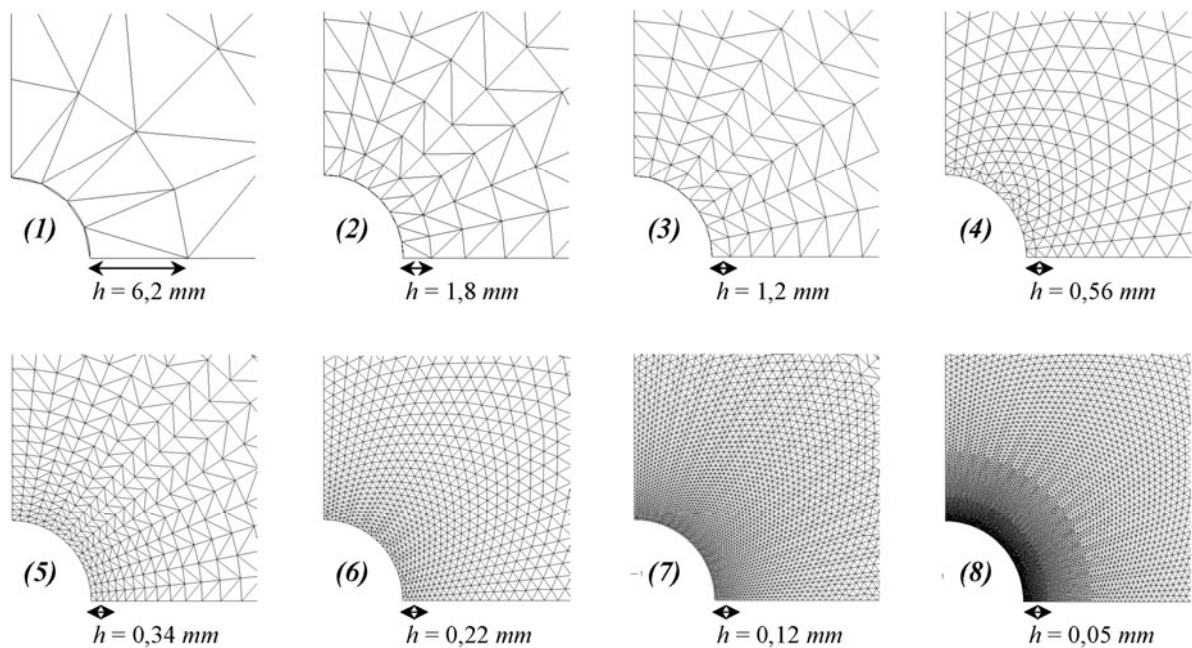 (1)
(2)
(3)
(4)
h = 6,2 mm
h = 1,8 mm
h = 1,2 mm
h = 0,56 mm
(5)
(6)
(7)
(8)
h = 0,34 mm
h = 0,22 mm
h = 0,12 mm
h = 0,05 mm